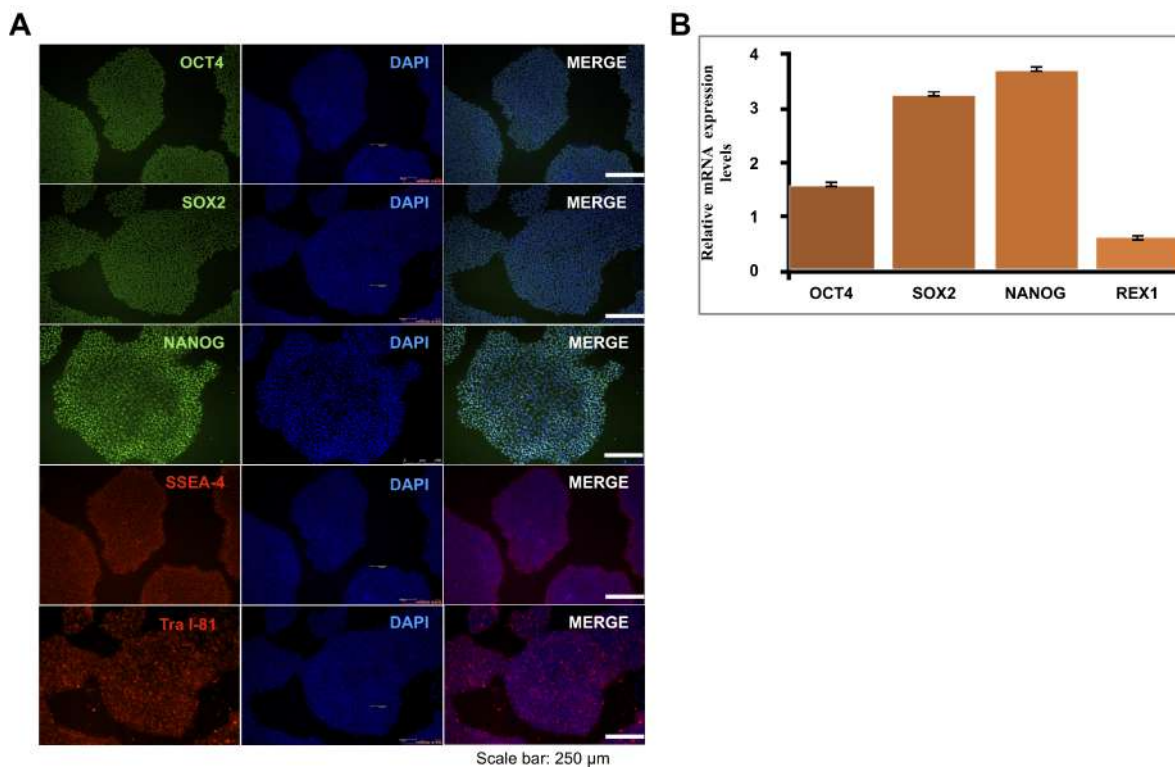 A
OCT4 DAPI MERGE
SOX2 DAPI MERGE
NANOG DAPI MERGE
SSEA-4 DAPI MERGE
Tra I-81 DAPI MERGE
Scale bar: 250 µm
B
Relative mRNA expression
levels
4
3
2
1
0
OCT4 SOX2 NANOG REX1